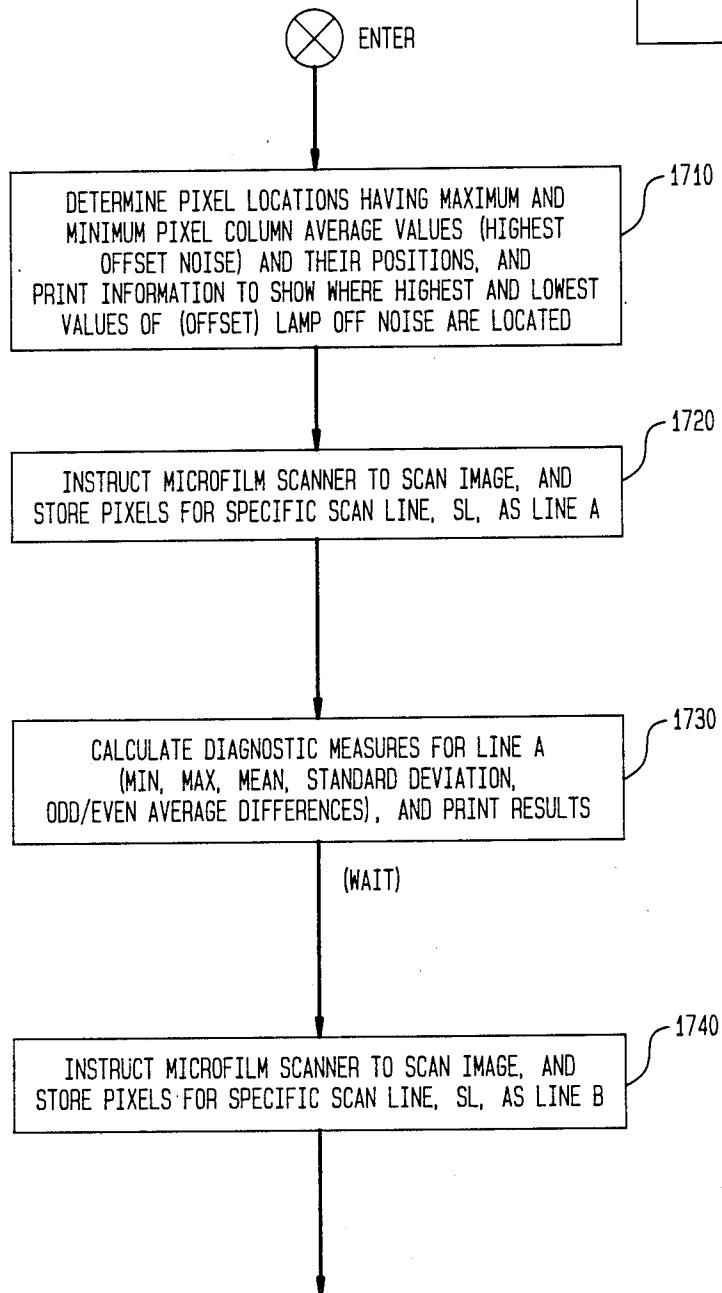 ENTER
1710
DETERMINE PIXEL LOCATIONS HAVING MAXIMUM AND
MINIMUM PIXEL COLUMN AVERAGE VALUES (HIGHEST
OFFSET NOISE) AND THEIR POSITIONS, AND
PRINT INFORMATION TO SHOW WHERE HIGHEST AND LOWEST
VALUES OF (OFFSET) LAMP OFF NOISE ARE LOCATED
1720
INSTRUCT MICROFILM SCANNER TO SCAN IMAGE, AND
STORE PIXELS FOR SPECIFIC SCAN LINE, SL, AS LINE A
1730
CALCULATE DIAGNOSTIC MEASURES FOR LINE A
(MIN, MAX, MEAN, STANDARD DEVIATION,
ODD/EVEN AVERAGE DIFFERENCES), AND PRINT RESULTS
(WAIT)
1740
INSTRUCT MICROFILM SCANNER TO SCAN IMAGE, AND
STORE PIXELS FOR SPECIFIC SCAN LINE, SL, AS LINE B